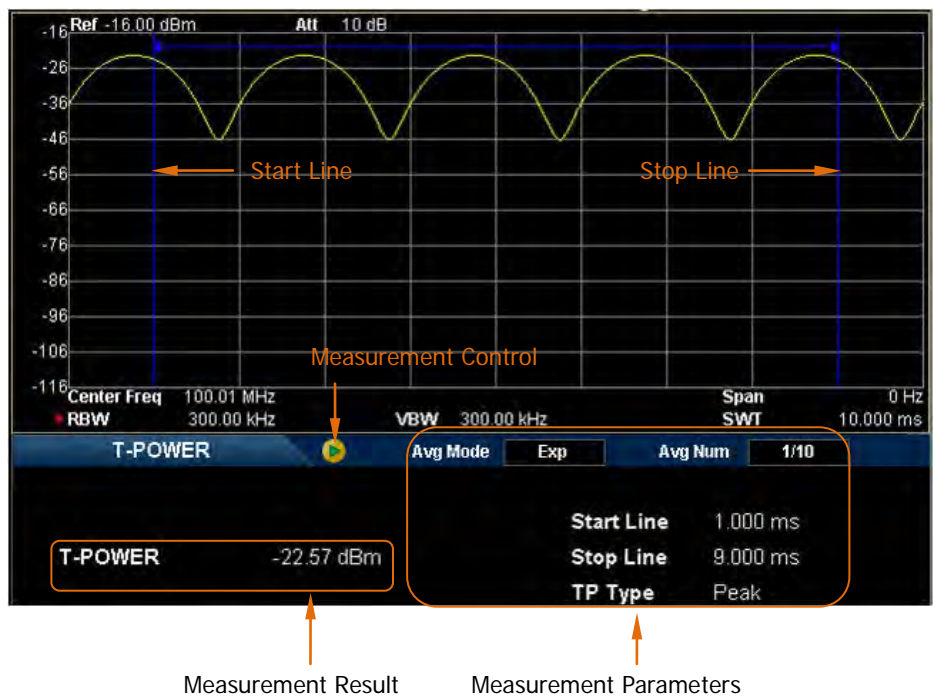 Ref -16.00 dBm Att 10 dB
-16
-26
-36
-46
-56
-66
-76
-86
-96
-106
-116
Start Line
Stop Line
Measurement Control
Center Freq 100.01 MHz Span 0 Hz
RBW 300.00 kHz VBW 300.00 kHz SWT 10.000 ms
T-POWER Avg Mode Exp Avg Num 1/10
Start Line 1.000 ms
T-POWER -22.57 dBm Stop Line 9.000 ms
TP Type Peak
Measurement Result Measurement Parameters